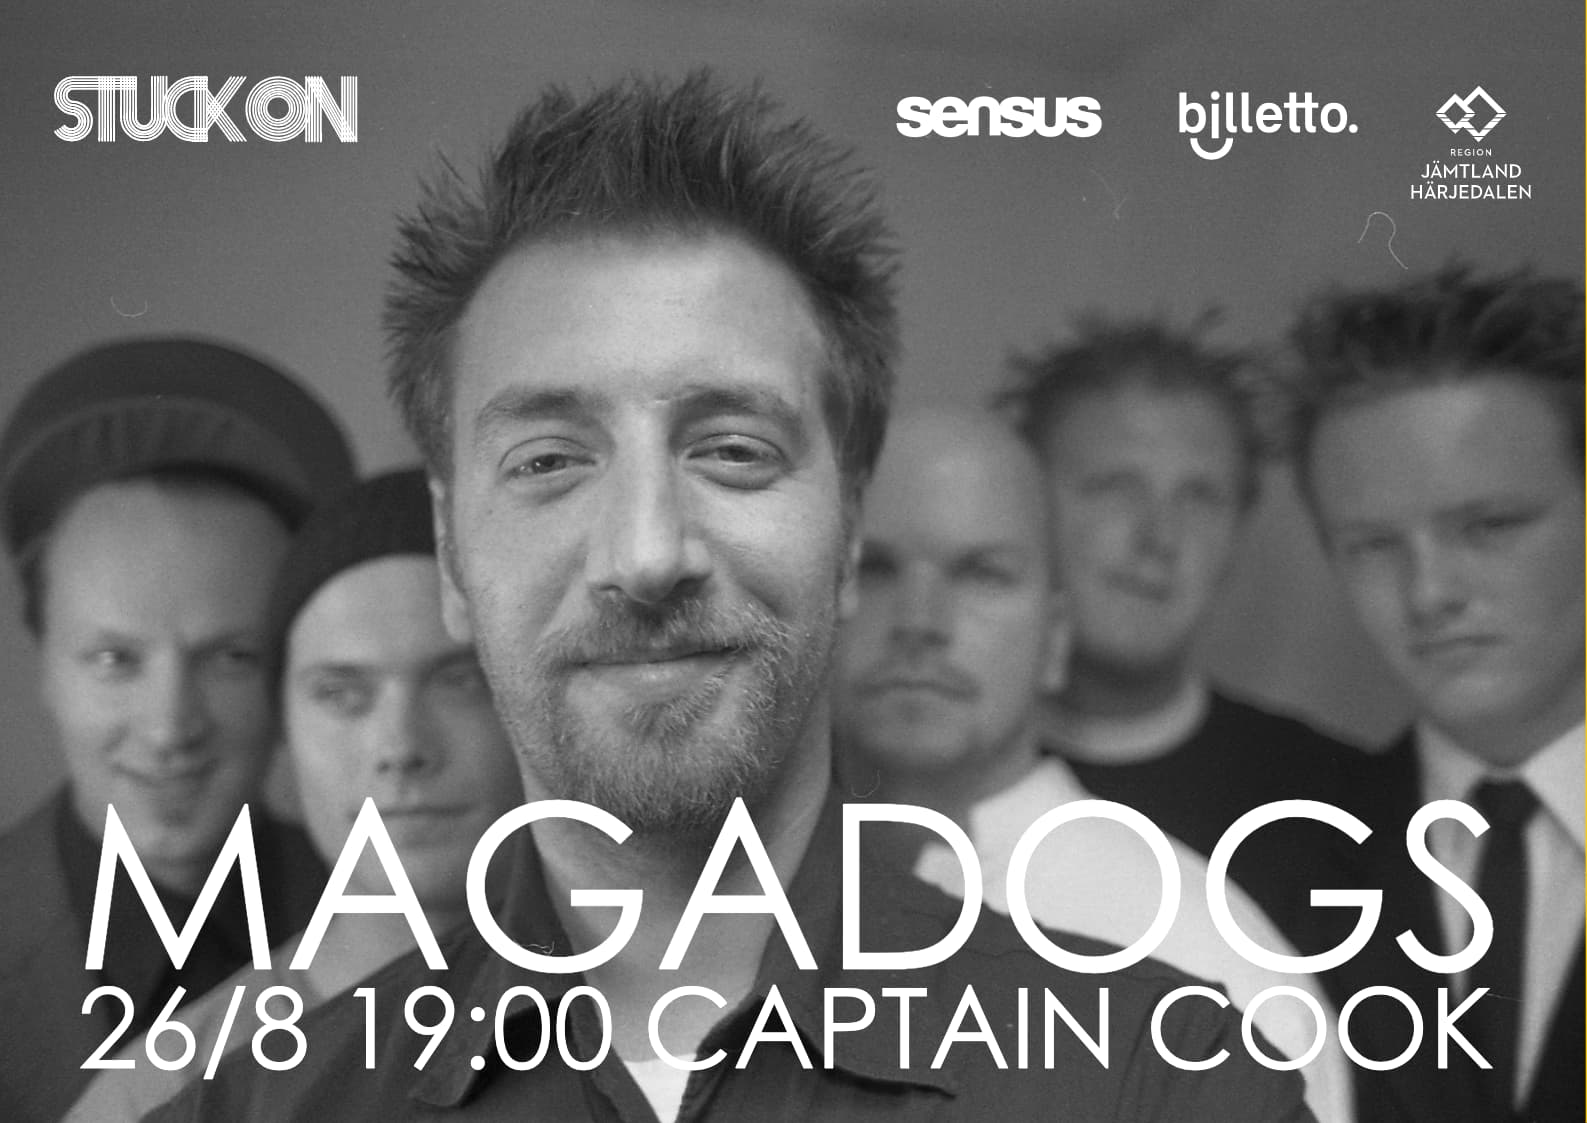 STUCK ON
sensus
billetto.
REGION
JÄMTLAND
HÄRJEDALEN
MAGADOGS
26/8 19:00 CAPTAIN COOK